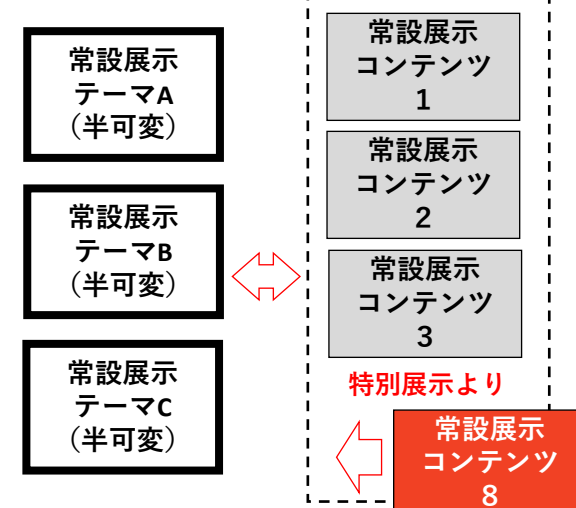 常設展示
テーマA
（半可変）
常設展示
テーマB
（半可変）
常設展示
テーマC
（半可変）
常設展示
コンテンツ
1
常設展示
コンテンツ
2
常設展示
コンテンツ
3
特別展示より
常設展示
コンテンツ
8